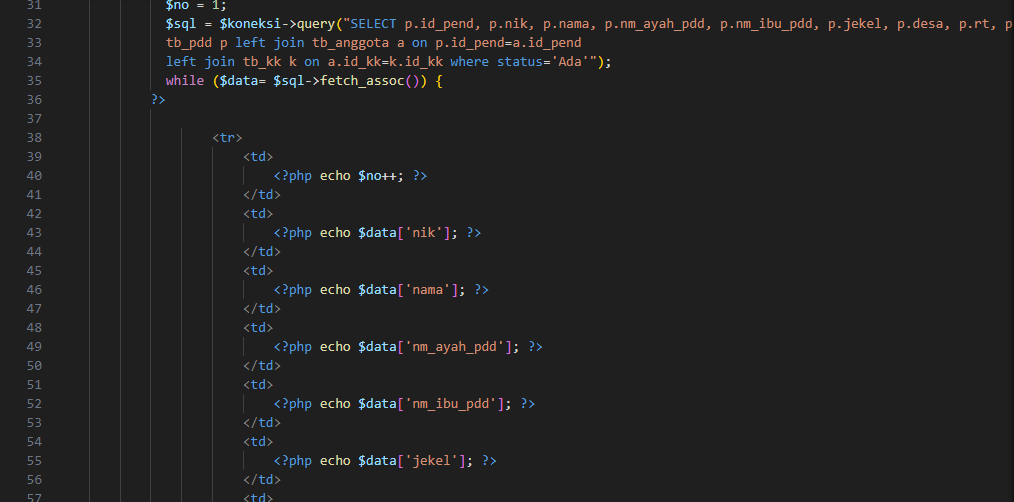 31 $no = 1;
32 $sql = $koneksi->query("SELECT p.id_pend, p.nik, p.nama, p.nm_ayah_pdd, p.nm_ibu_pdd, p.jekel, p.desa, p.rt, p
33 tb_pdd p left join tb_anggota a on p.id_pend=a.id_pend
34 left join tb_kk k on a.id_kk=k.id_kk where status='Ada'");
35 while ($data= $sql->fetch_assoc()) {
36 ?>
37
38 <tr>
39 <td>
40 <?php echo $no++; ?>
41 </td>
42 <td>
43 <?php echo $data['nik']; ?>
44 </td>
45 <td>
46 <?php echo $data['nama']; ?>
47 </td>
48 <td>
49 <?php echo $data['nm_ayah_pdd']; ?>
50 </td>
51 <td>
52 <?php echo $data['nm_ibu_pdd']; ?>
53 </td>
54 <td>
55 <?php echo $data['jekel']; ?>
56 </td>
57 <td>